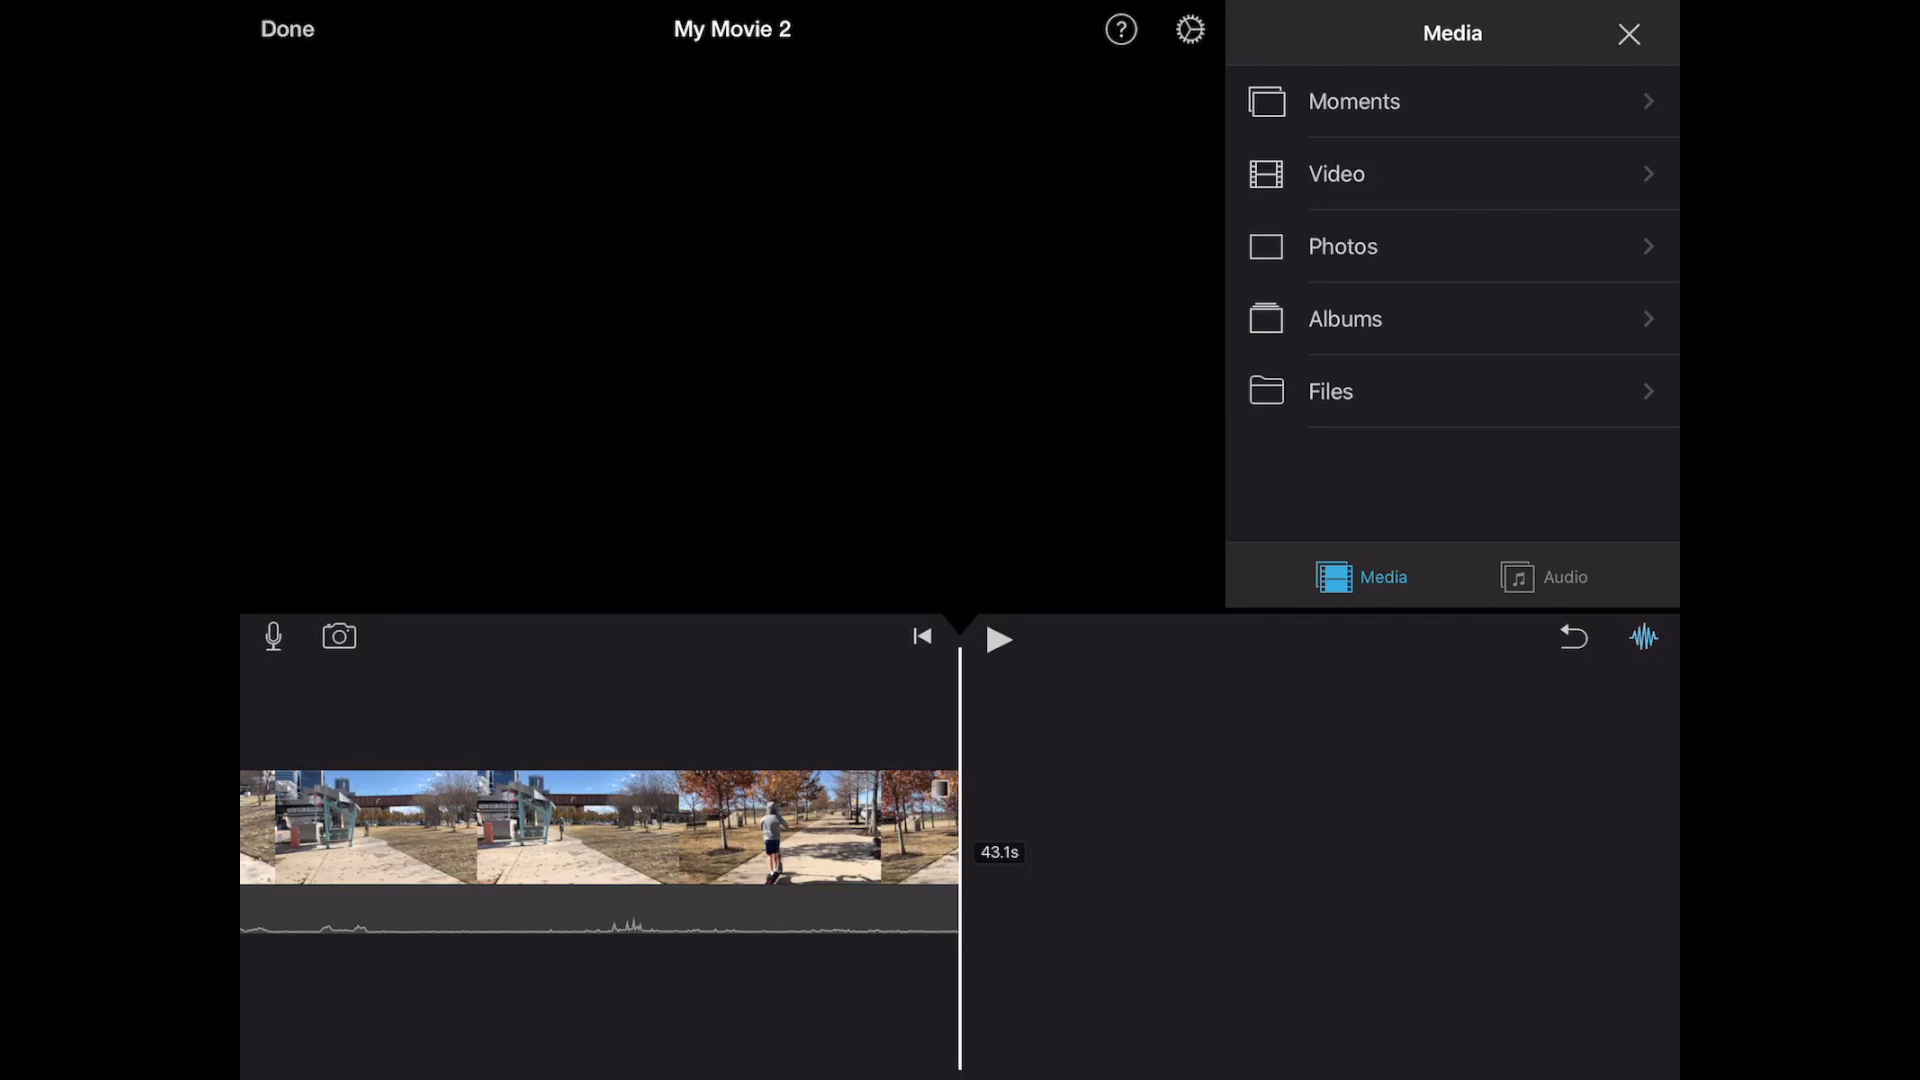 Done
My Movie 2
?
Media
Moments
Video
Photos
Albums
Files
Media
Audio
43.1s